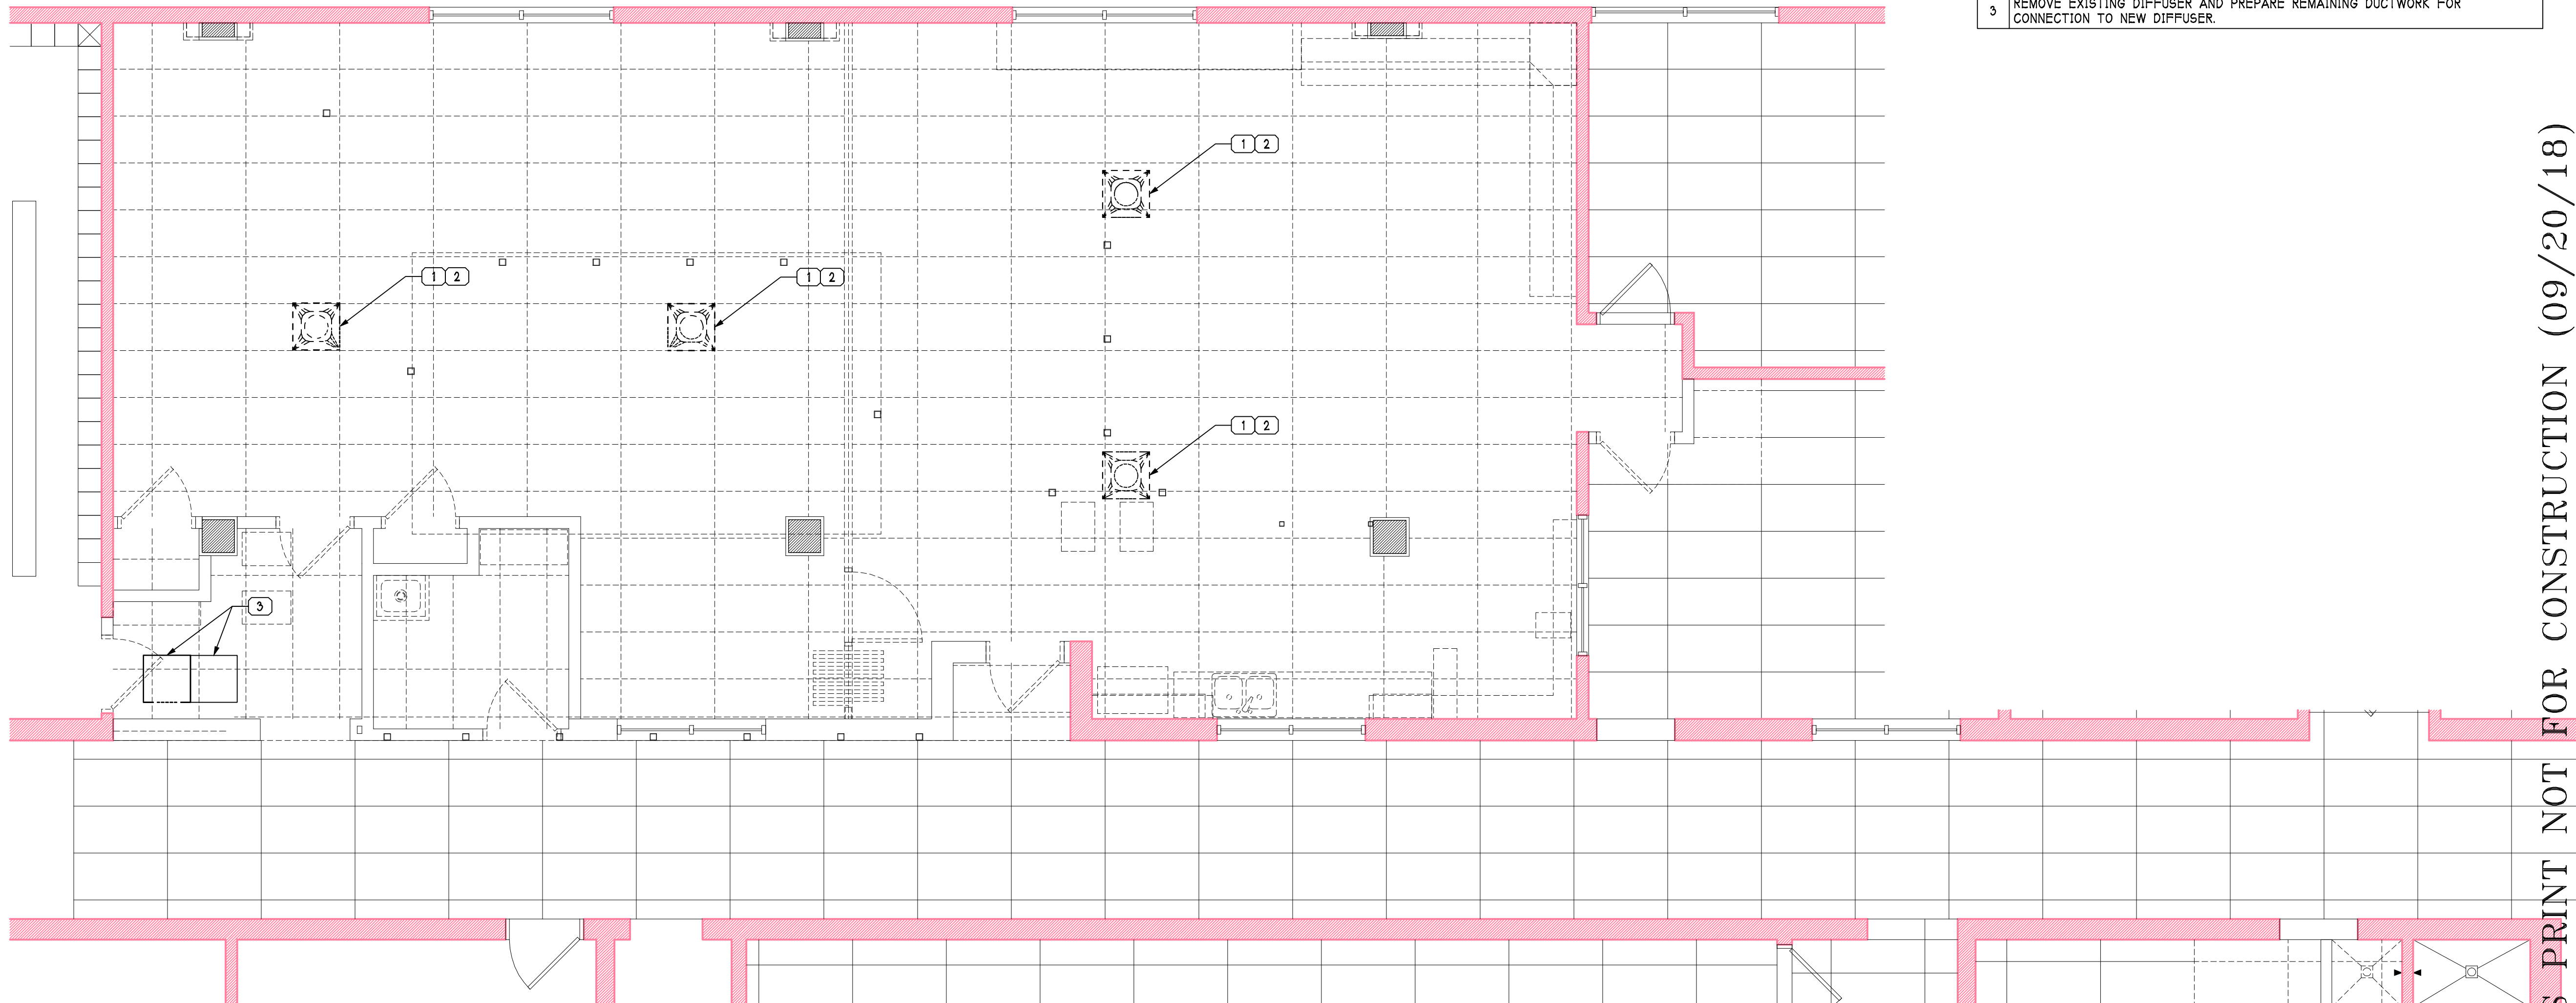 3 REMOVE EXISTING DIFFUSER AND PREPARE REMAINING DUCTWORK FOR
CONNECTION TO NEW DIFFUSER.
1 2
1 2
1 2
1 2
3
PRINT NOT FOR CONSTRUCTION (09/20/18)